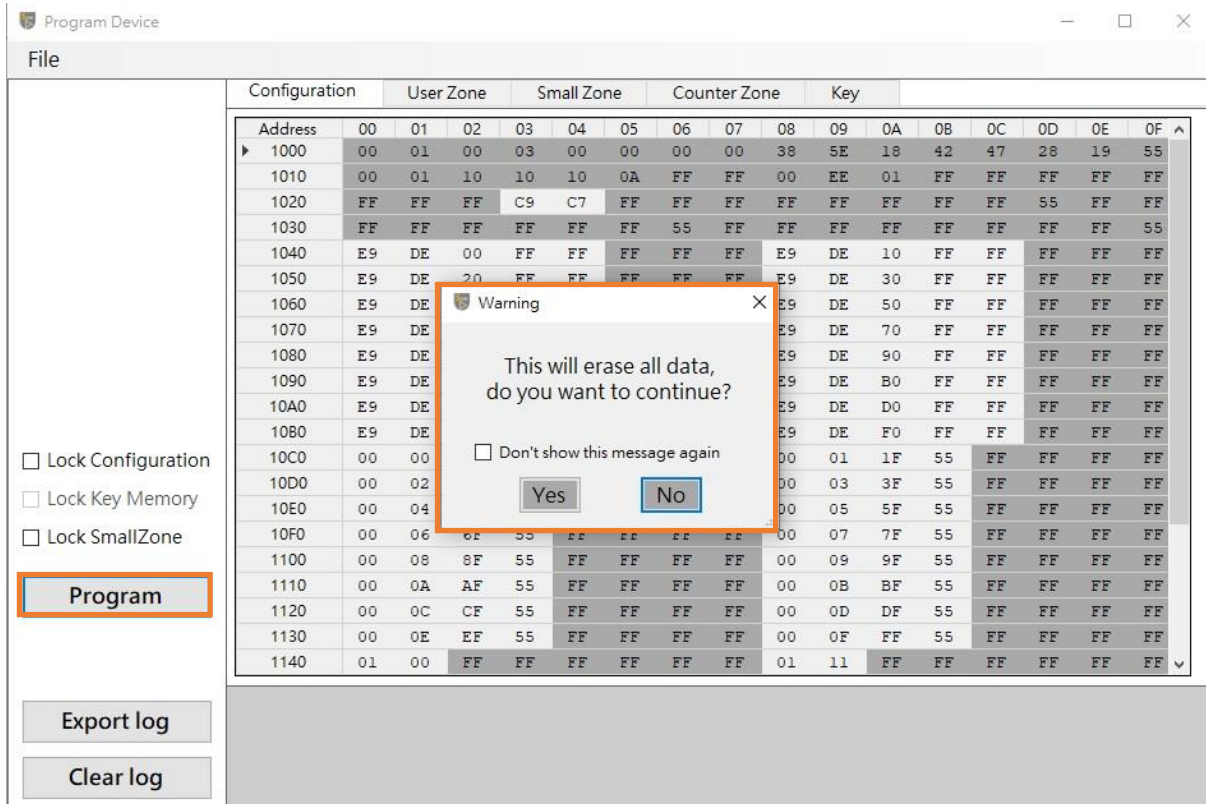 Program Device
File
Configuration User Zone Small Zone Counter Zone Key
Address 00 01 02 03 04 05 06 07 08 09 0A 0B 0C 0D 0E 0F
1000 00 01 00 03 00 00 00 00 38 5E 18 42 47 28 19 55
1010 00 01 10 10 10 0A FF FF 00 EE 01 FF FF FF FF FF
1020 FF FF FF C9 C7 FF FF FF FF FF FF FF FF 55 FF FF
1030 FF FF FF FF FF FF 55 FF FF FF FF FF FF FF FF 55
1040 E9 DE 00 FF FF FF FF FF E9 DE 10 FF FF FF FF FF
1050 E9 DE 20 FF FF FF FF FF E9 DE 30 FF FF FF FF FF
1060 E9 DE E9 DE 50 FF FF FF FF FF
1070 E9 DE E9 DE 70 FF FF FF FF FF
1080 E9 DE E9 DE 90 FF FF FF FF FF
1090 E9 DE E9 DE B0 FF FF FF FF FF
10A0 E9 DE E9 DE D0 FF FF FF FF FF
10B0 E9 DE E9 DE F0 FF FF FF FF FF
10C0 00 00 00 01 1F 55 FF FF FF FF
10D0 00 02 00 03 3F 55 FF FF FF FF
10E0 00 04 00 05 5F 55 FF FF FF FF
10F0 00 06 6F 55 FF FF FF FF 00 07 7F 55 FF FF FF FF
1100 00 08 8F 55 FF FF FF FF 00 09 9F 55 FF FF FF FF
1110 00 0A AF 55 FF FF FF FF 00 0B BF 55 FF FF FF FF
1120 00 0C CF 55 FF FF FF FF 00 0D DF 55 FF FF FF FF
1130 00 0E EF 55 FF FF FF FF 00 0F FF 55 FF FF FF FF
1140 01 00 FF FF FF FF FF FF 01 11 FF FF FF FF FF FF
Warning
This will erase all data,
do you want to continue?
Don't show this message again
Yes No
Lock Configuration
Lock Key Memory
Lock SmallZone
Program
Export log
Clear log